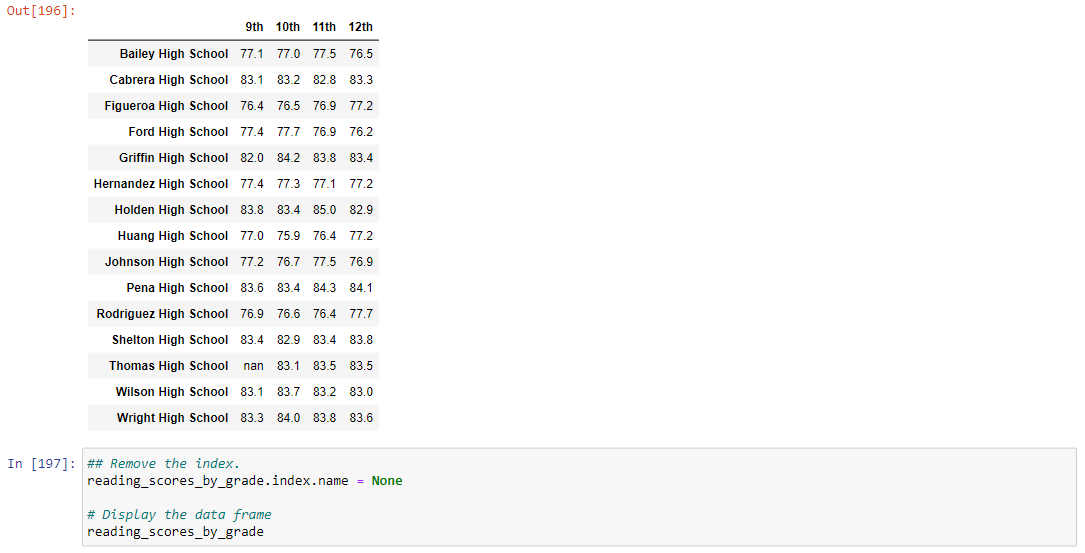 Out[196]:
9th 10th 11th 12th
Bailey High School 77.1 77.0 77.5 76.5
Cabrera High School 83.1 83.2 82.8 83.3
Figueroa High School 76.4 76.5 76.9 77.2
Ford High School 77.4 77.7 76.9 76.2
Griffin High School 82.0 84.2 83.8 83.4
Hernandez High School 77.4 77.3 77.1 77.2
Holden High School 83.8 83.4 85.0 82.9
Huang High School 77.0 75.9 76.4 77.2
Johnson High School 77.2 76.7 77.5 76.9
Pena High School 83.6 83.4 84.3 84.1
Rodriguez High School 76.9 76.6 76.4 77.7
Shelton High School 83.4 82.9 83.4 83.8
Thomas High School nan 83.1 83.5 83.5
Wilson High School 83.1 83.7 83.2 83.0
Wright High School 83.3 84.0 83.8 83.6
In [197]: ## Remove the index.
reading_scores_by_grade.index.name = None
# Display the data frame
reading_scores_by_grade